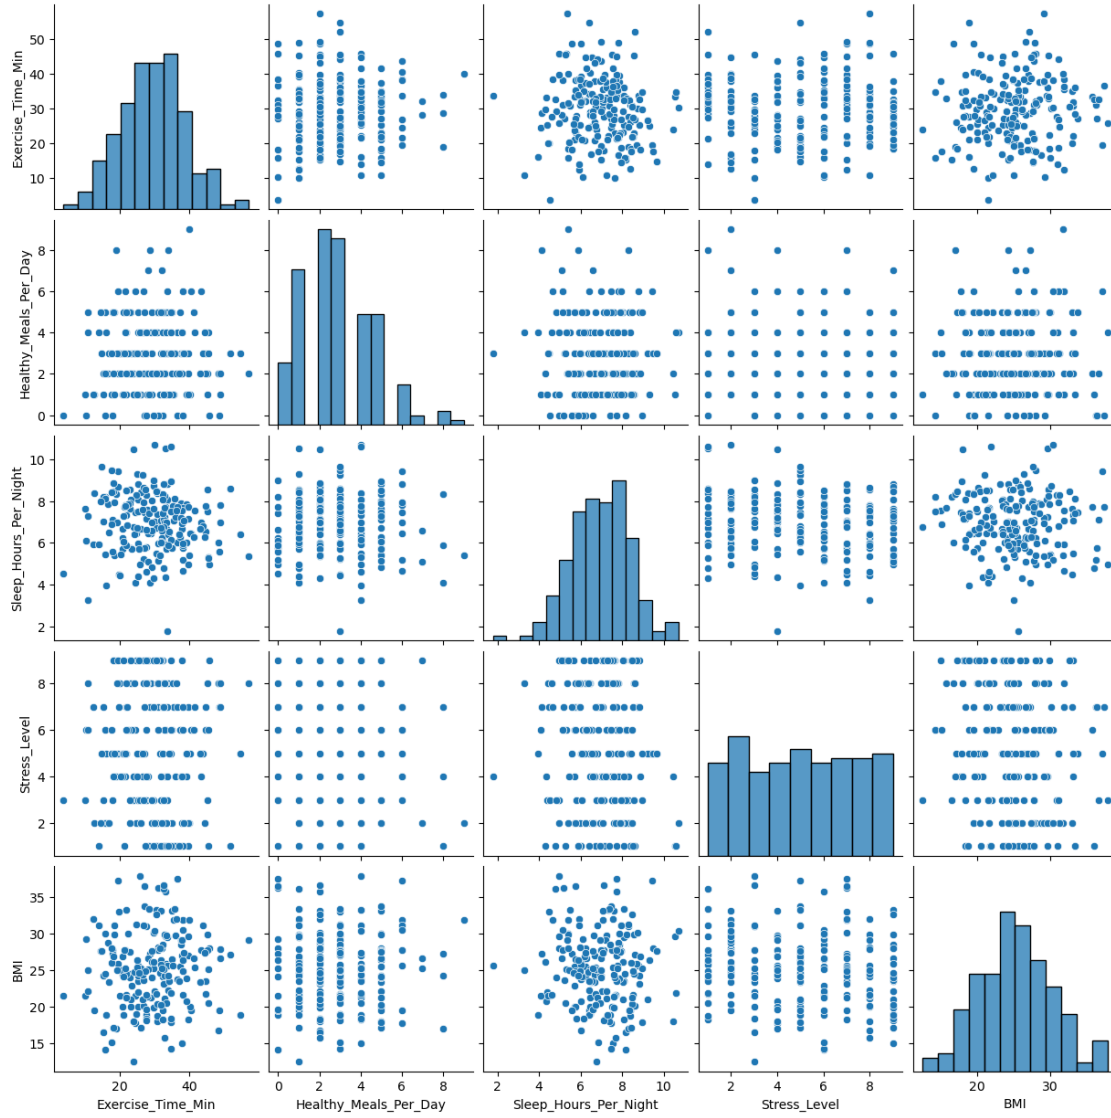 Exercise_Time_Min
50
40
30
20
10
Healthy_Meals_Per_Day
8
6
4
2
0
Sleep_Hours_Per_Night
10
8
6
4
2
Stress_Level
8
6
4
2
BMI
35
30
25
20
15
20 40
0 2 4 6 8
2 4 6 8 10
2 4 6 8
20 30
Exercise_Time_Min
Healthy_Meals_Per_Day
Sleep_Hours_Per_Night
Stress_Level
BMI